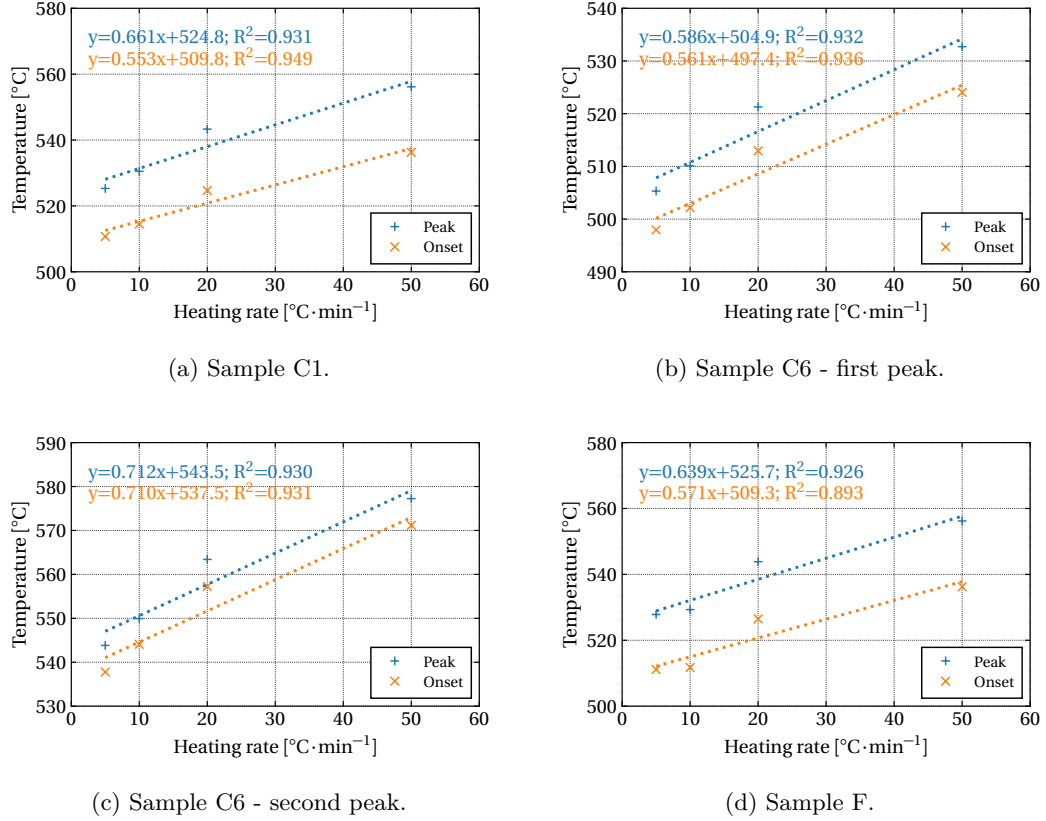 y=0.661x+524.8; R²=0.931
y=0.553x+509.8; R²=0.949
Temperature [°C]
580
560
540
520
500
0 10 20 30 40 50 60
Heating rate [°C·min⁻¹]
Peak
Onset
(a) Sample C1.
y=0.586x+504.9; R²=0.932
y=0.561x+497.4; R²=0.936
Temperature [°C]
540
530
520
510
500
490
0 10 20 30 40 50 60
Heating rate [°C·min⁻¹]
Peak
Onset
(b) Sample C6 - first peak.
y=0.712x+543.5; R²=0.930
y=0.710x+537.5; R²=0.931
Temperature [°C]
590
580
570
560
550
540
530
0 10 20 30 40 50 60
Heating rate [°C·min⁻¹]
Peak
Onset
(c) Sample C6 - second peak.
y=0.639x+525.7; R²=0.926
y=0.571x+509.3; R²=0.893
Temperature [°C]
580
560
540
520
500
0 10 20 30 40 50 60
Heating rate [°C·min⁻¹]
Peak
Onset
(d) Sample F.